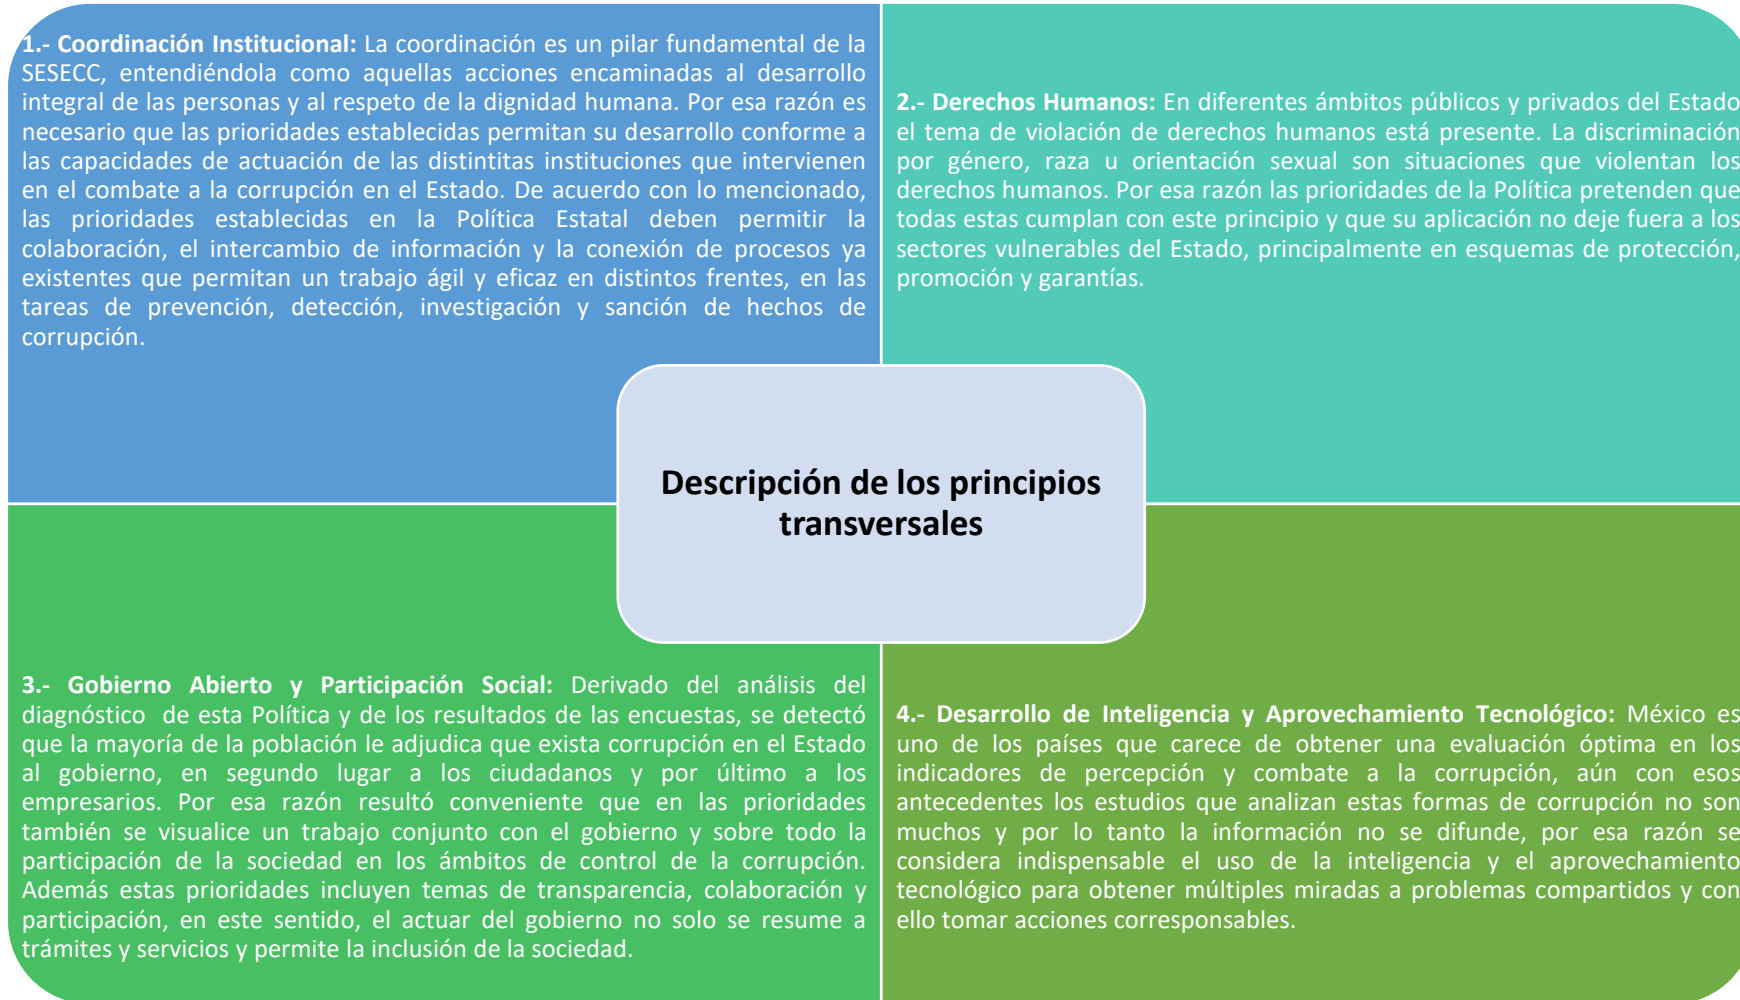 1.- Coordinación Institucional: La coordinación es un pilar fundamental de la
SESECC, entendiéndola como aquellas acciones encaminadas al desarrollo
integral de las personas y al respeto de la dignidad humana. Por esa razón es
necesario que las prioridades establecidas permitan su desarrollo conforme a
las capacidades de actuación de las distintitas instituciones que intervienen
en el combate a la corrupción en el Estado. De acuerdo con lo mencionado,
las prioridades establecidas en la Política Estatal deben permitir la
colaboración, el intercambio de información y la conexión de procesos ya
existentes que permitan un trabajo ágil y eficaz en distintos frentes, en las
tareas de prevención, detección, investigación y sanción de hechos de
corrupción.
2.- Derechos Humanos: En diferentes ámbitos públicos y privados del Estado
el tema de violación de derechos humanos está presente. La discriminación
por género, raza u orientación sexual son situaciones que violentan los
derechos humanos. Por esa razón las prioridades de la Política pretenden que
todas estas cumplan con este principio y que su aplicación no deje fuera a los
sectores vulnerables del Estado, principalmente en esquemas de protección,
promoción y garantías.
Descripción de los principios
transversales
3.- Gobierno Abierto y Participación Social: Derivado del análisis del
diagnóstico de esta Política y de los resultados de las encuestas, se detectó
que la mayoría de la población le adjudica que exista corrupción en el Estado
al gobierno, en segundo lugar a los ciudadanos y por último a los
empresarios. Por esa razón resultó conveniente que en las prioridades
también se visualice un trabajo conjunto con el gobierno y sobre todo la
participación de la sociedad en los ámbitos de control de la corrupción.
Además estas prioridades incluyen temas de transparencia, colaboración y
participación, en este sentido, el actuar del gobierno no solo se resume a
trámites y servicios y permite la inclusión de la sociedad.
4.- Desarrollo de Inteligencia y Aprovechamiento Tecnológico: México es
uno de los países que carece de obtener una evaluación óptima en los
indicadores de percepción y combate a la corrupción, aún con esos
antecedentes los estudios que analizan estas formas de corrupción no son
muchos y por lo tanto la información no se difunde, por esa razón se
considera indispensable el uso de la inteligencia y el aprovechamiento
tecnológico para obtener múltiples miradas a problemas compartidos y con
ello tomar acciones corresponsables.